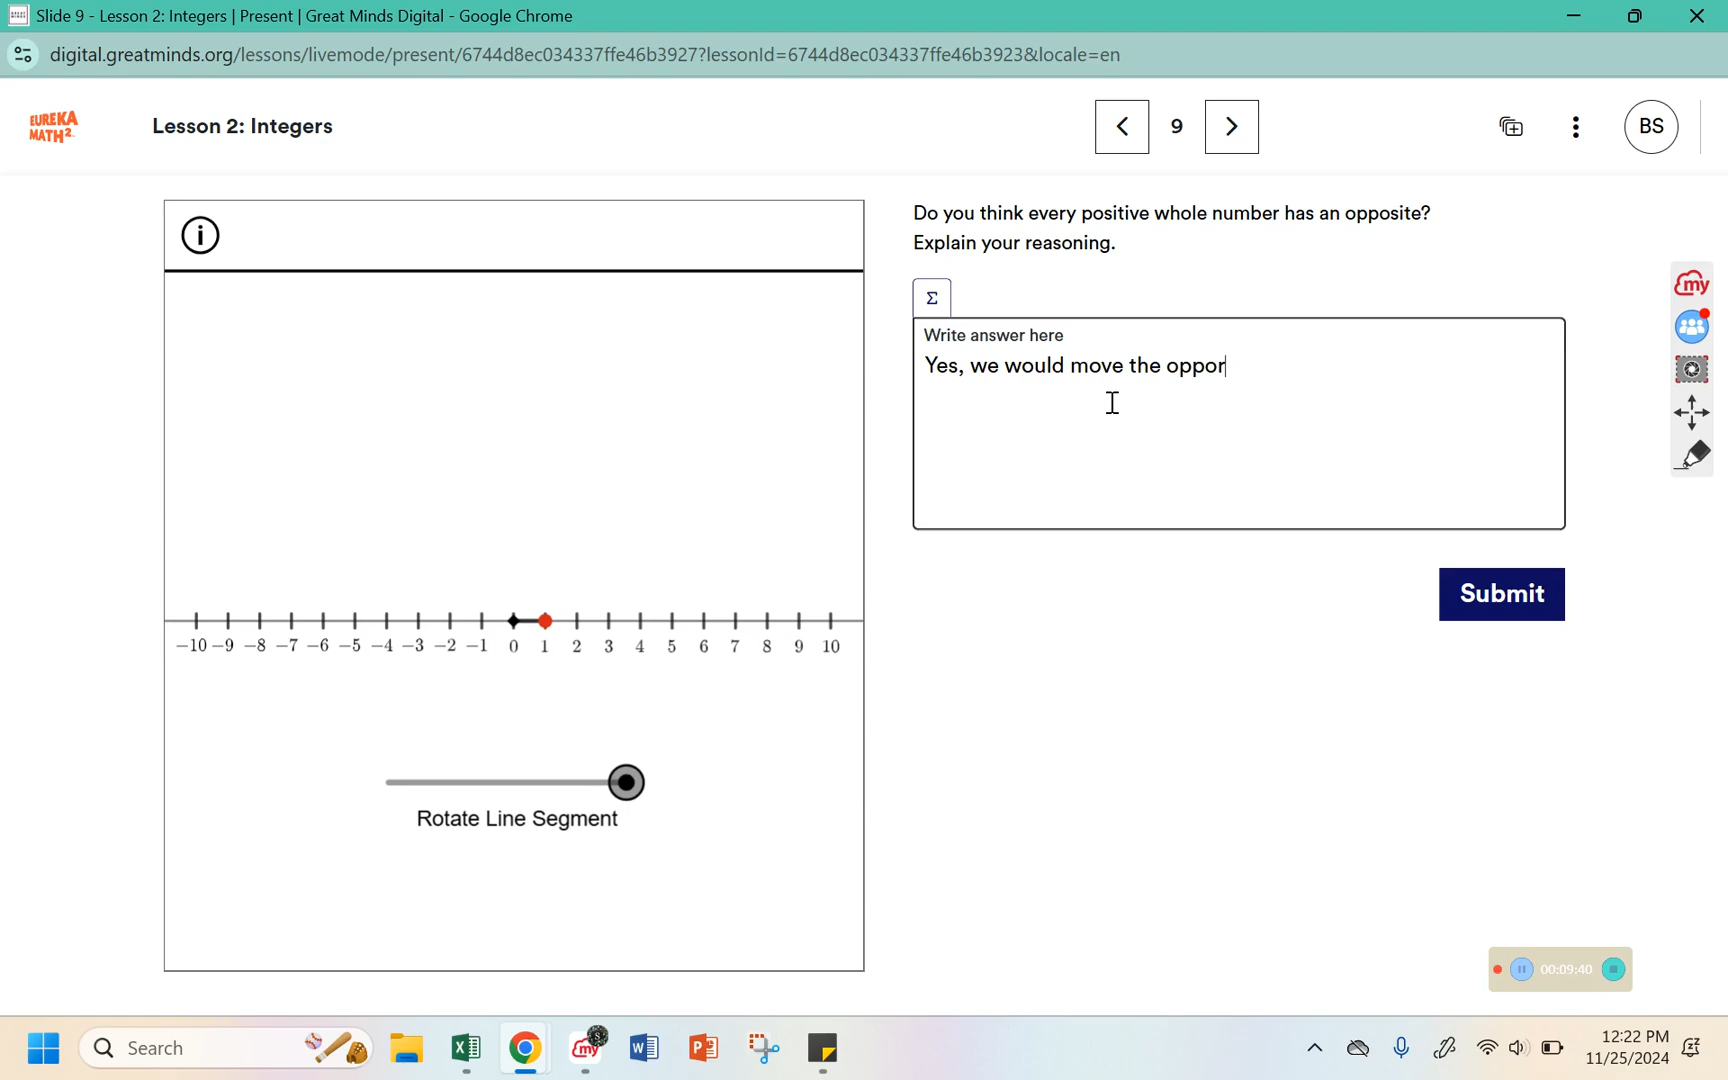 Slide 9 - Lesson 2: Integers | Present | Great Minds Digital - Google Chrome
digital.greatminds.org/lessons/livemode/present/6744d8ec034337ffe46b3927?lessonId=6744d8ec034337ffe46b3923&locale=en
EUREKA
MATH²
Lesson 2: Integers
9
BS
i
Do you think every positive whole number has an opposite?
Explain your reasoning.
Σ
Write answer here
Yes, we would move the oppor
my
Submit
−10 −9 −8 −7 −6 −5 −4 −3 −2 −1 0 1 2 3 4 5 6 7 8 9 10
Rotate Line Segment
00:09:40
Search
my
S
12:22 PM
11/25/2024